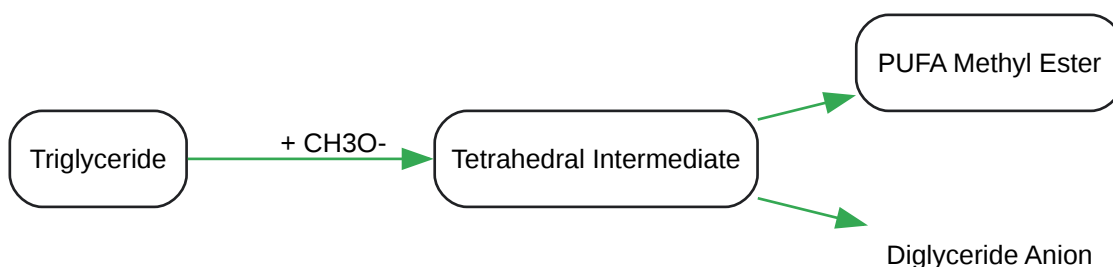 PUFA Methyl Ester
Triglyceride
+ CH3O-
Tetrahedral Intermediate
Diglyceride Anion